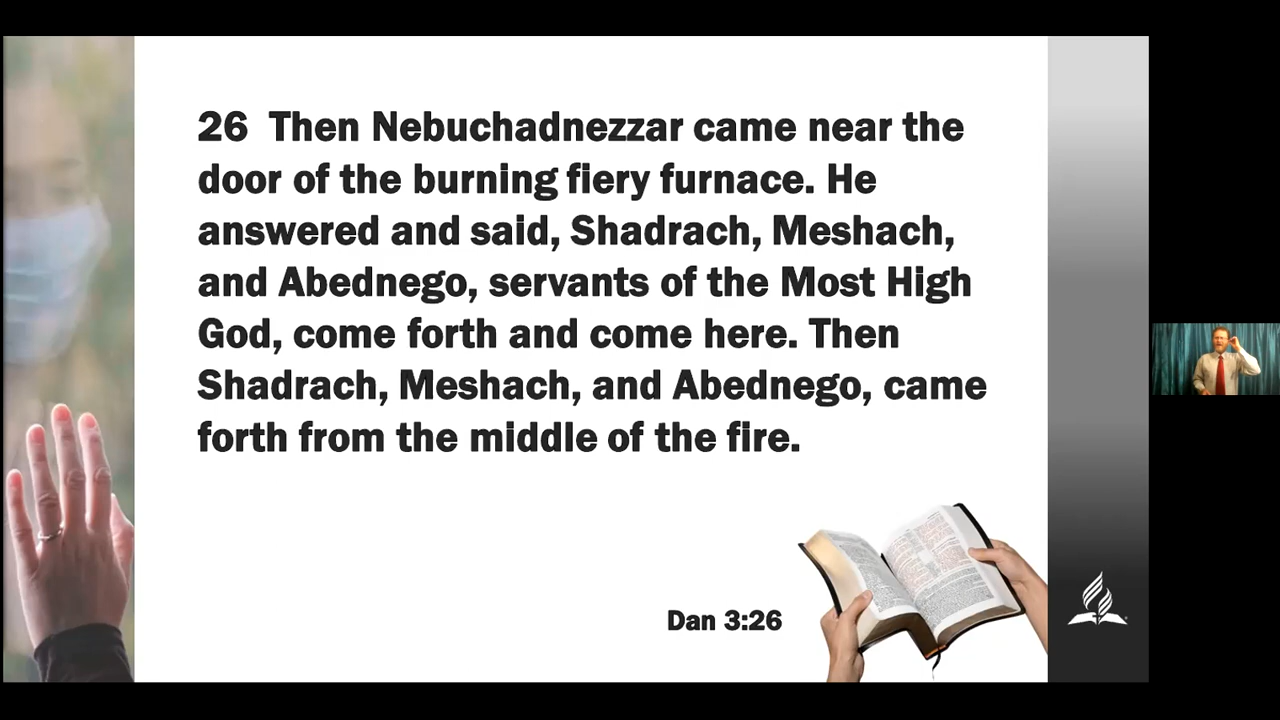 26 Then Nebuchadnezzar came near the
door of the burning fiery furnace. He
answered and said, Shadrach, Meshach,
and Abednego, servants of the Most High
God, come forth and come here. Then
Shadrach, Meshach, and Abednego, came
forth from the middle of the fire.
Dan 3:26